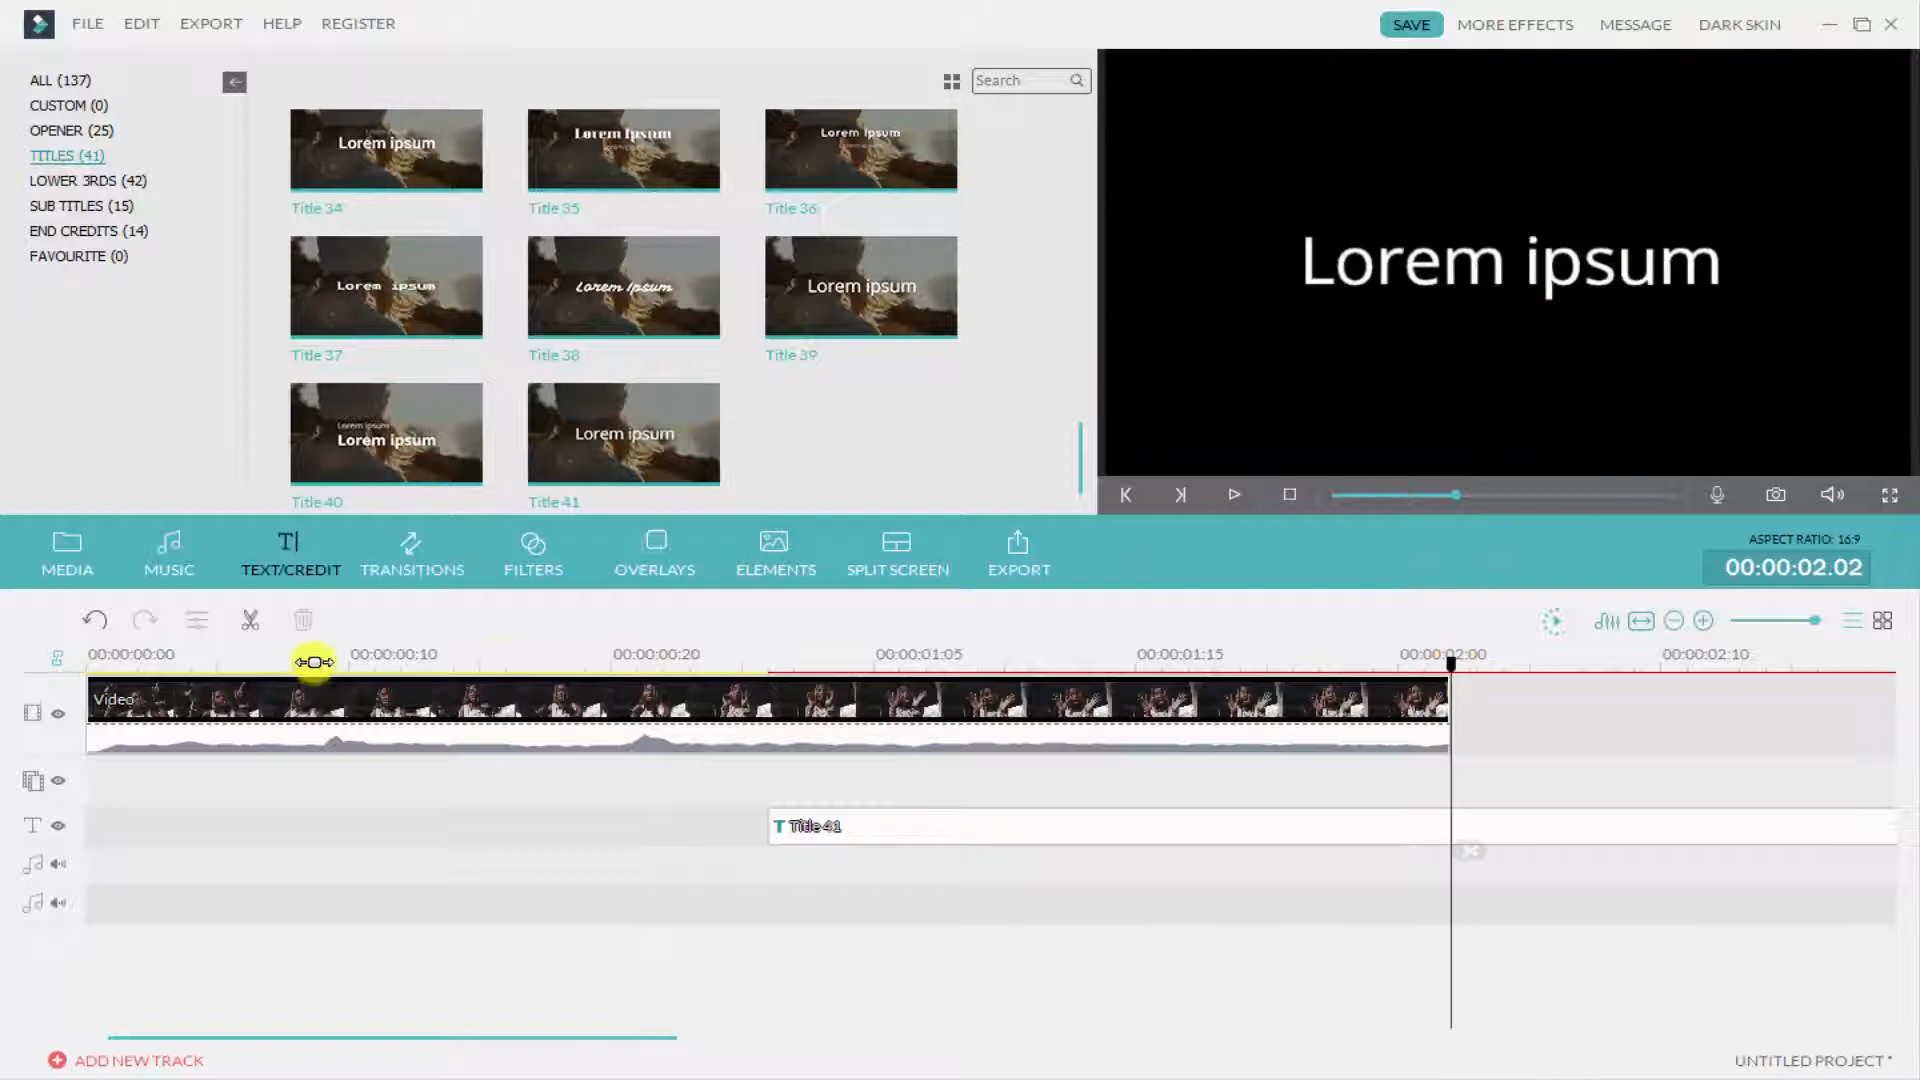 FILE EDIT EXPORT HELP REGISTER
SAVE MORE EFFECTS MESSAGE DARK SKIN
ALL (137)
CUSTOM (0)
OPENER (25)
TITLES (41)
LOWER 3RDS (42)
SUB TITLES (15)
END CREDITS (14)
FAVOURITE (0)
Search
Lorem ipsum
Lorem Ipsum
Lorem Ipsum
Title 34
Title 35
Title 36
Lorem ipsum
Lorem Ipsum
Lorem ipsum
Title 37
Title 38
Title 39
Lorem ipsum
Lorem ipsum
Lorem ipsum
Title 40
Title 41
Lorem ipsum
MEDIA
MUSIC
TEXT/CREDIT
TRANSITIONS
FILTERS
OVERLAYS
ELEMENTS
SPLIT SCREEN
EXPORT
ASPECT RATIO: 16:9
00:00:02.02
00:00:00:00 00:00:00:10 00:00:00:20 00:00:01:05 00:00:01:15 00:00:02:00 00:00:02:10
Video
T Title 41
ADD NEW TRACK
UNTITLED PROJECT *